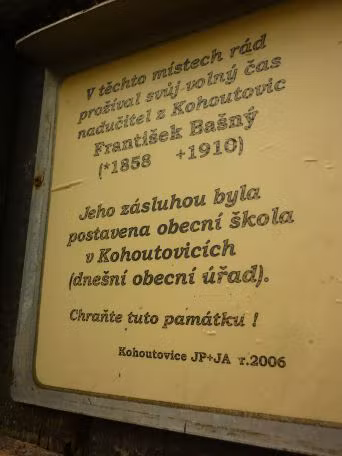 V těchto místech rád
prožíval svůj volný čas
nadučitel z Kohoutovic
František Bašný
(*1858 +1910)
Jeho zásluhou byla
postavena obecní škola
v Kohoutovicích
(dnešní obecní úřad).
Chraňte tuto památku !
Kohoutovice JP+JA r.2006